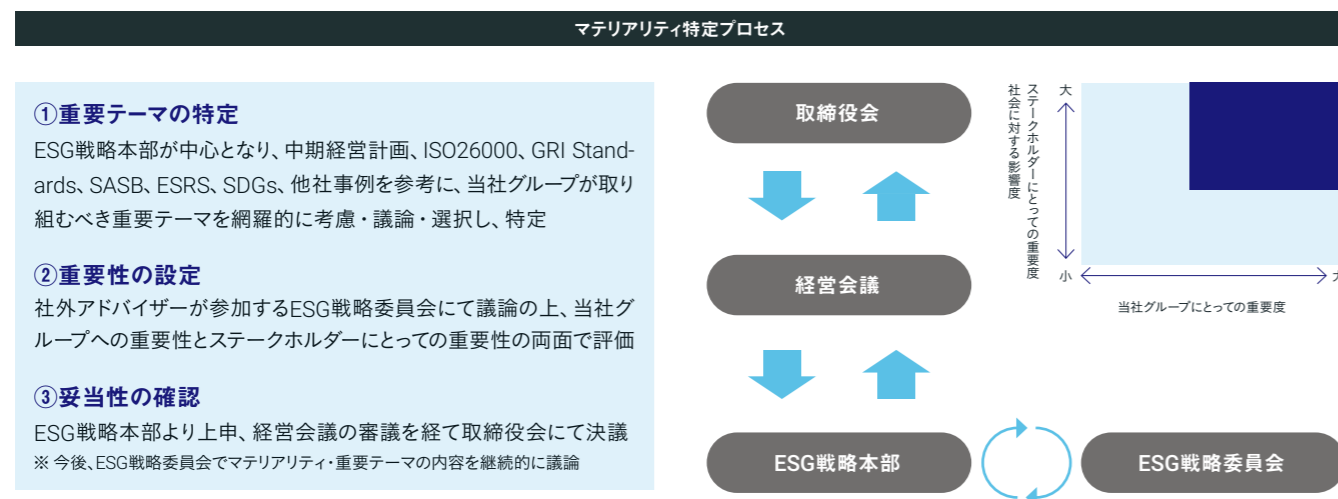 マテリアリティ特定プロセス
①重要テーマの特定
ESG戦略本部が中心となり、中期経営計画、ISO26000、GRI Stand-
ards、SASB、ESRS、SDGs、他社事例を参考に、当社グループが取り
組むべき重要テーマを網羅的に考慮・議論・選択し、特定
②重要性の設定
社外アドバイザーが参加するESG戦略委員会にて議論の上、当社グ
ループへの重要性とステークホルダーにとっての重要性の両面で評価
③妥当性の確認
ESG戦略本部より上申、経営会議の審議を経て取締役会にて決議
※ 今後、ESG戦略委員会でマテリアリティ・重要テーマの内容を継続的に議論
取締役会
経営会議
ESG戦略本部
ESG戦略委員会
ステークホルダーにとっての重要度
社会に対する影響度
大
小
大
当社グループにとっての重要度